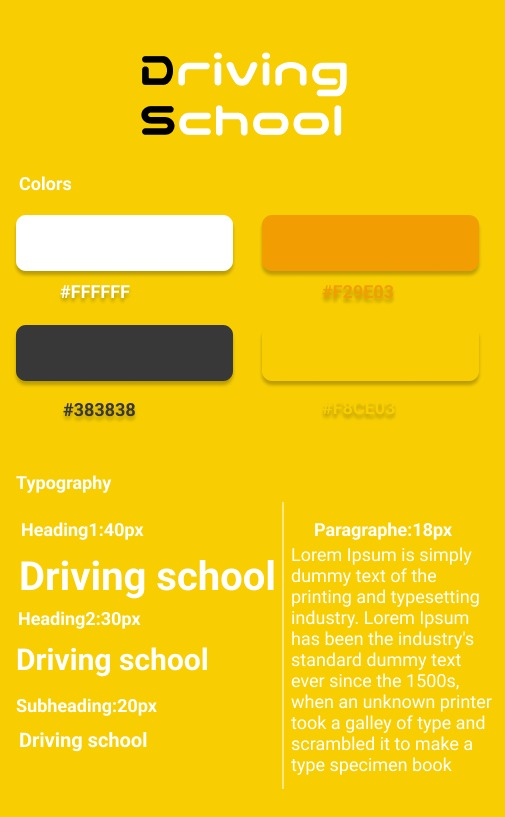 Driving
School
Colors
#FFFFFF
#F29E03
#383838
#F8CE03
Typography
Heading1:40px
Driving school
Heading2:30px
Driving school
Subheading:20px
Driving school
Paragraphe:18px
Lorem Ipsum is simply
dummy text of the
printing and typesetting
industry. Lorem Ipsum
has been the industry's
standard dummy text
ever since the 1500s,
when an unknown printer
took a galley of type and
scrambled it to make a
type specimen book